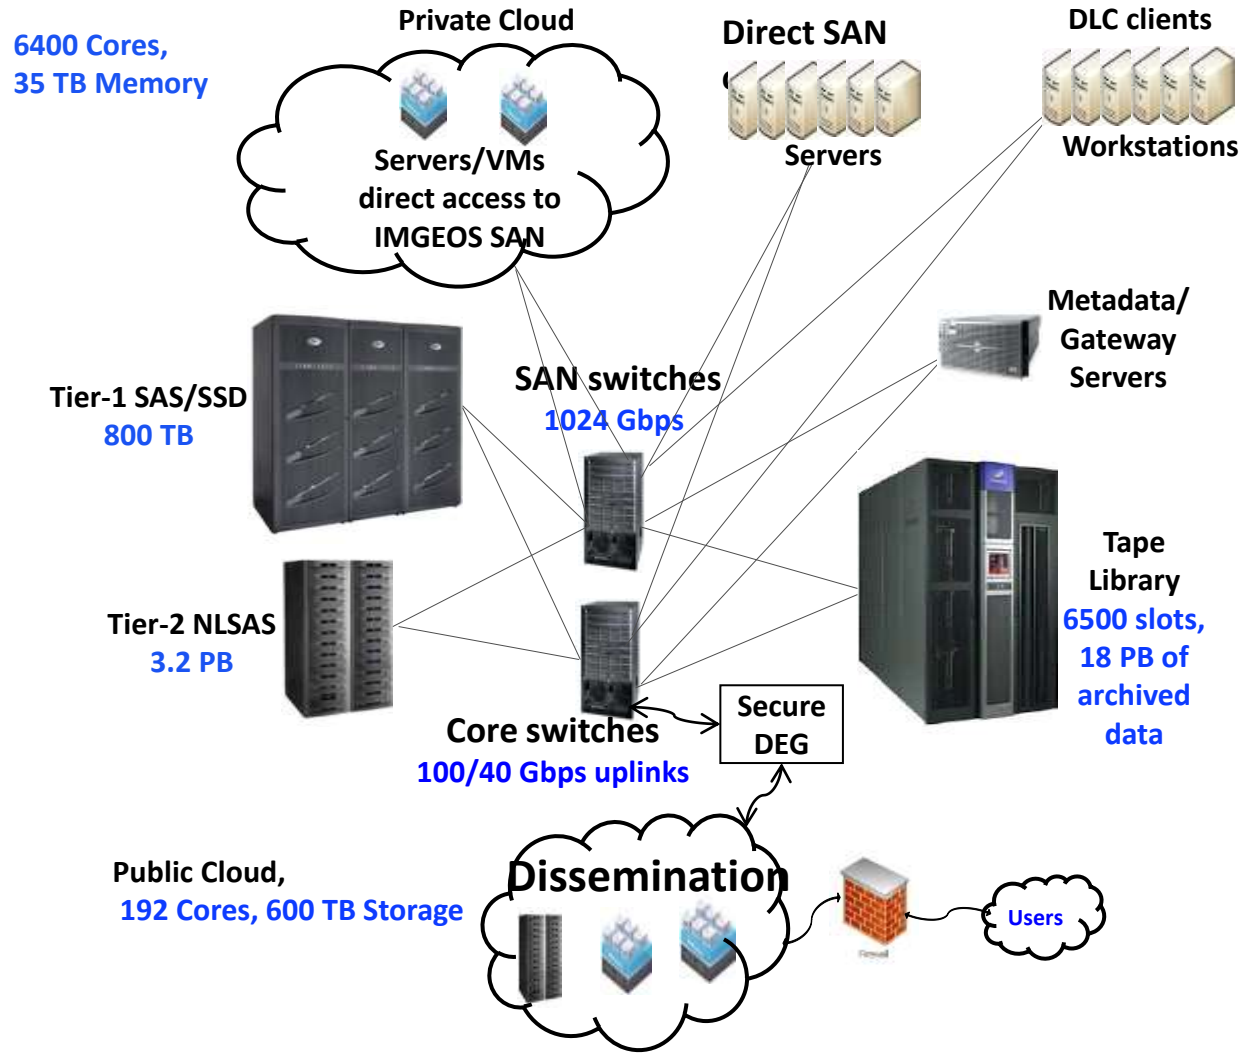 Private Cloud
6400 Cores,
35 TB Memory
Direct SAN
DLC clients
Servers
Workstations
Servers/VMs
direct access to
IMGEOS SAN
Metadata/
Gateway
Servers
SAN switches
1024 Gbps
Tier-1 SAS/SSD
800 TB
Tape
Library
6500 slots,
18 PB of
archived
data
Tier-2 NLSAS
3.2 PB
Secure
DEG
Core switches
100/40 Gbps uplinks
Public Cloud,
192 Cores, 600 TB Storage
Dissemination
Users
Firewall